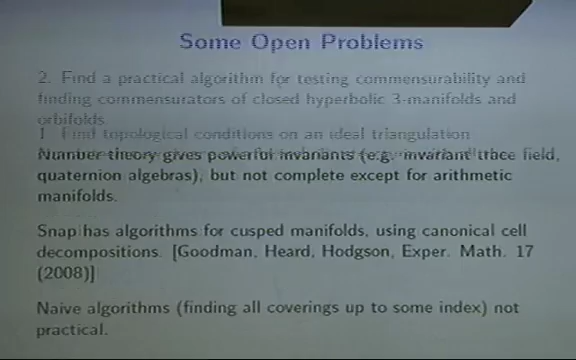 Some Open Problems
2. Find a practical algorithm for testing commensurability and
finding commensurators of closed hyperbolic 3-manifolds and
orbifolds
1 Find topological conditions on an ideal triangulation
Number theory gives powerful invariants (e.g. invariant trace field,
quaternion algebras), but not complete except for arithmetic
manifolds.
Snap has algorithms for cusped manifolds, using canonical cell
decompositions. [Goodman, Heard, Hodgson, Exper. Math. 17
(2008)]
Naive algorithms (finding all coverings up to some index) not
practical.